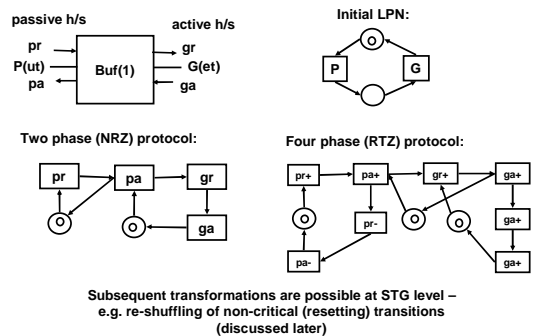 passive h/s
active h/s
Initial LPN:
pr
gr
P(ut)
Buf(1)
G(et)
pa
ga
P
G
Two phase (NRZ) protocol:
Four phase (RTZ) protocol:
pr
pa
gr
ga
pr+
pa+
gr+
ga+
pr-
ga+
pa-
ga+
Subsequent transformations are possible at STG level –
e.g. re-shuffling of non-critical (resetting) transitions
(discussed later)